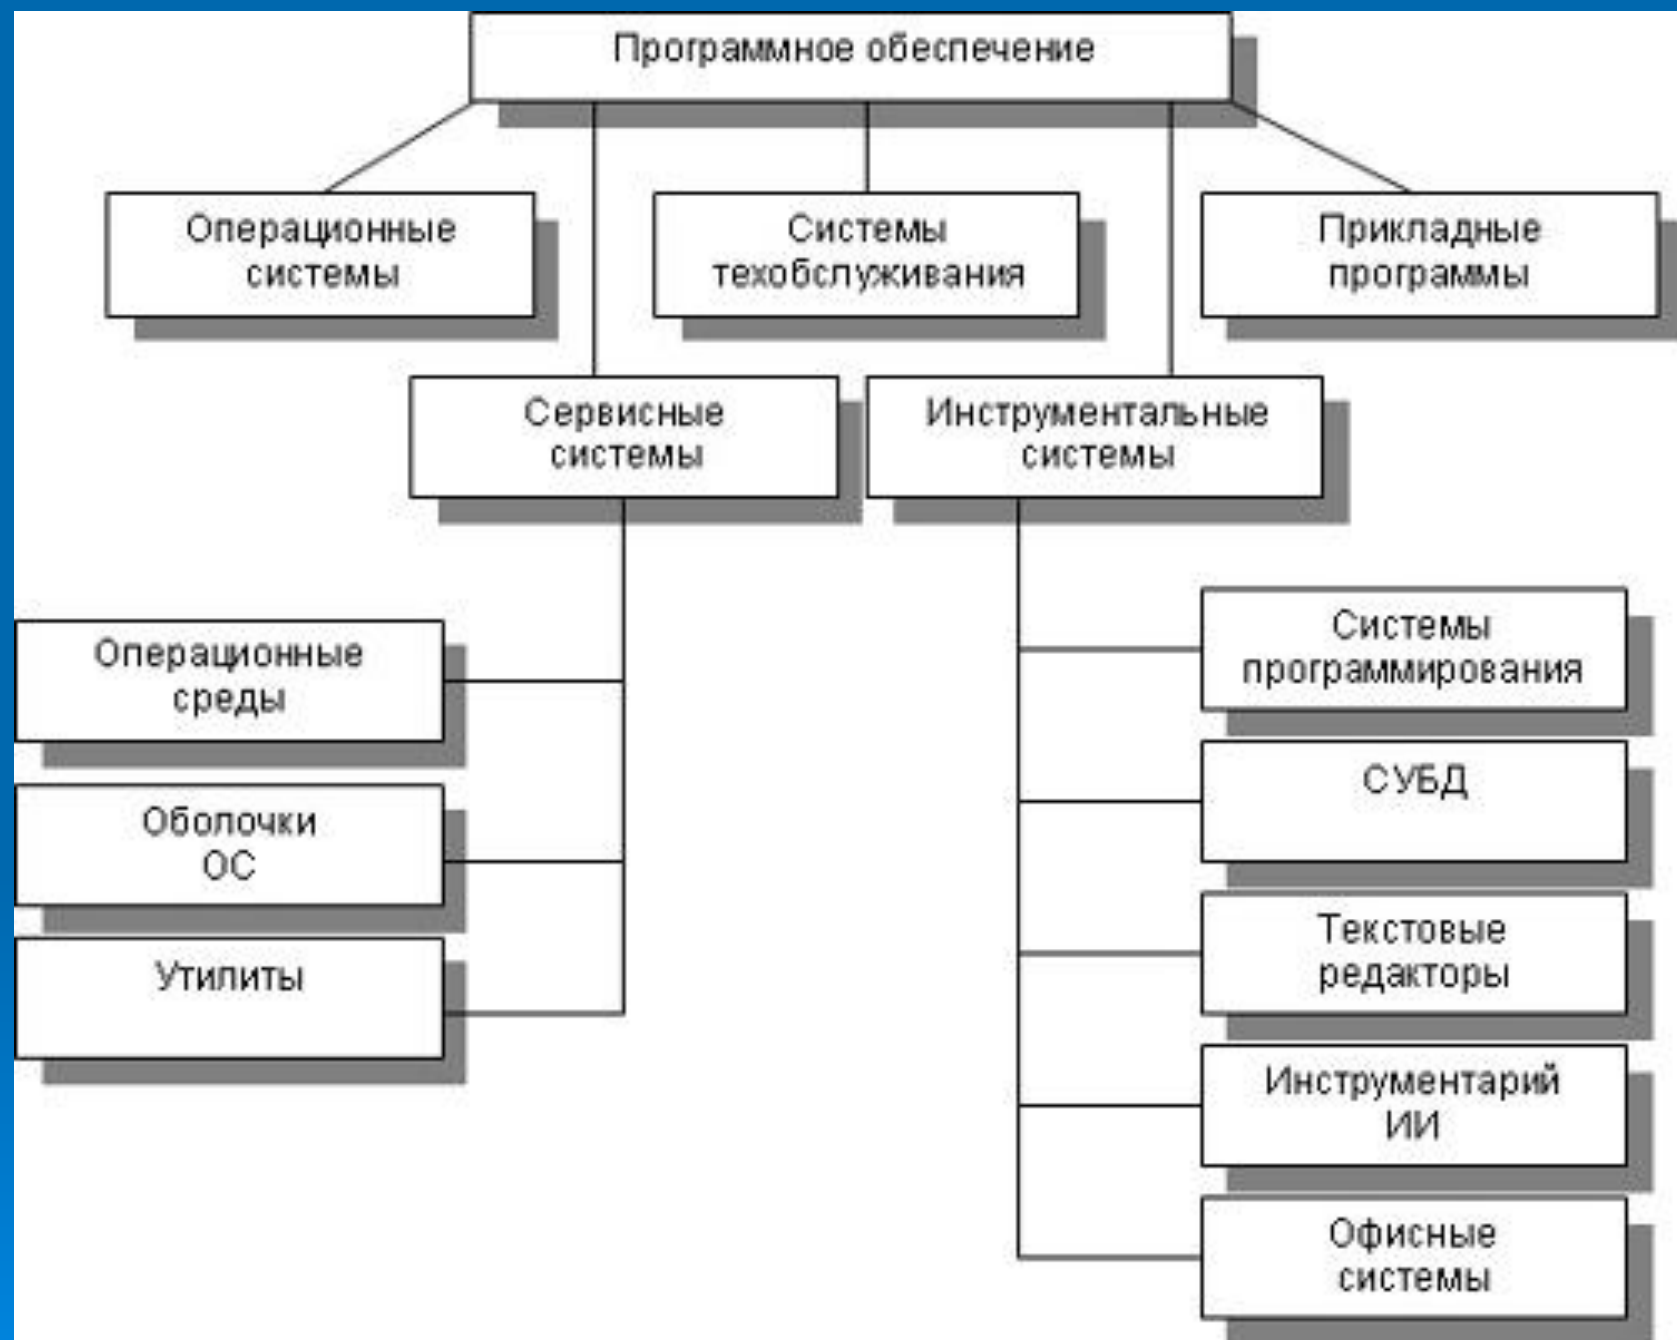 Программное обеспечение
Операционные
системы
Системы
техобслуживания
Прикладные
программы
Сервисные
системы
Инструментальные
системы
Операционные
среды
Оболочки
ОС
Утилиты
Системы
программирования
СУБД
Текстовые
редакторы
Инструментарий
ИИ
Офисные
системы